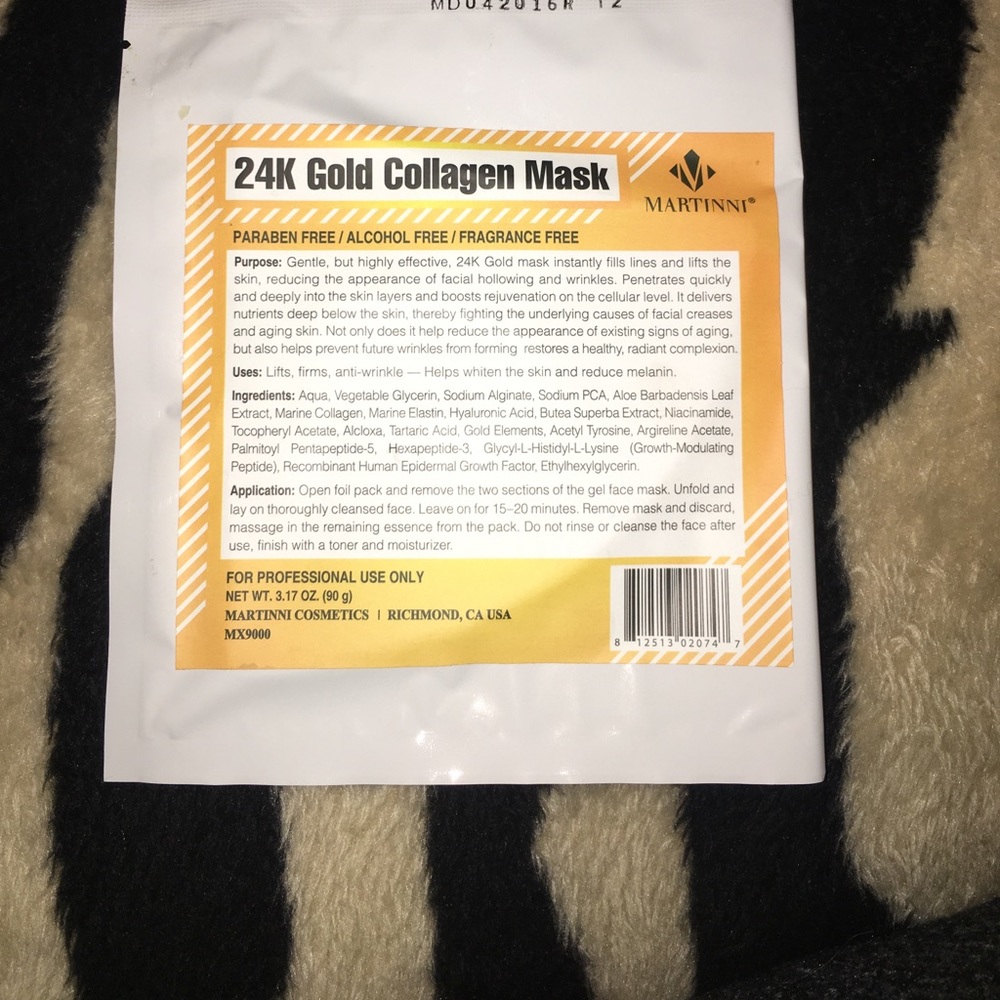 MD042016R 12
24K Gold Collagen Mask
MARTINNI®
PARABEN FREE / ALCOHOL FREE / FRAGRANCE FREE
Purpose: Gentle, but highly effective, 24K Gold mask instantly fills lines and lifts the
skin, reducing the appearance of facial hollowing and wrinkles. Penetrates quickly
and deeply into the skin layers and boosts rejuvenation on the cellular level. It delivers
nutrients deep below the skin, thereby fighting the underlying causes of facial creases
and aging skin. Not only does it help reduce the appearance of existing signs of aging,
but also helps prevent future wrinkles from forming restores a healthy, radiant complexion.
Uses: Lifts, firms, anti-wrinkle — Helps whiten the skin and reduce melanin.
Ingredients: Aqua, Vegetable Glycerin, Sodium Alginate, Sodium PCA, Aloe Barbadensis Leaf
Extract, Marine Collagen, Marine Elastin, Hyaluronic Acid, Butea Superba Extract, Niacinamide,
Tocopheryl Acetate, Alcloxa, Tartaric Acid, Gold Elements, Acetyl Tyrosine, Argireline Acetate,
Palmitoyl Pentapeptide-5, Hexapeptide-3, Glycyl-L-Histidyl-L-Lysine (Growth-Modulating
Peptide), Recombinant Human Epidermal Growth Factor, Ethylhexylglycerin.
Application: Open foil pack and remove the two sections of the gel face mask. Unfold and
lay on thoroughly cleansed face. Leave on for 15–20 minutes. Remove mask and discard,
massage in the remaining essence from the pack. Do not rinse or cleanse the face after
use, finish with a toner and moisturizer.
FOR PROFESSIONAL USE ONLY
NET WT. 3.17 OZ. (90 g)
MARTINNI COSMETICS | RICHMOND, CA USA
MX9000
8 12513 02074 7